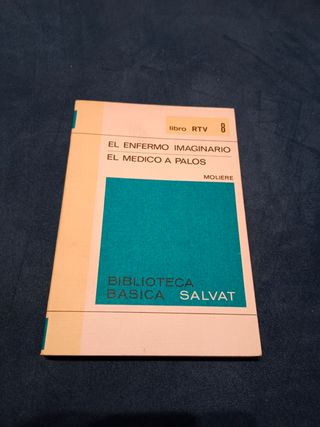 libro RTV 8
EL ENFERMO IMAGINARIO
EL MEDICO A PALOS
MOLIERE
BIBLIOTECA
BASICA SALVAT